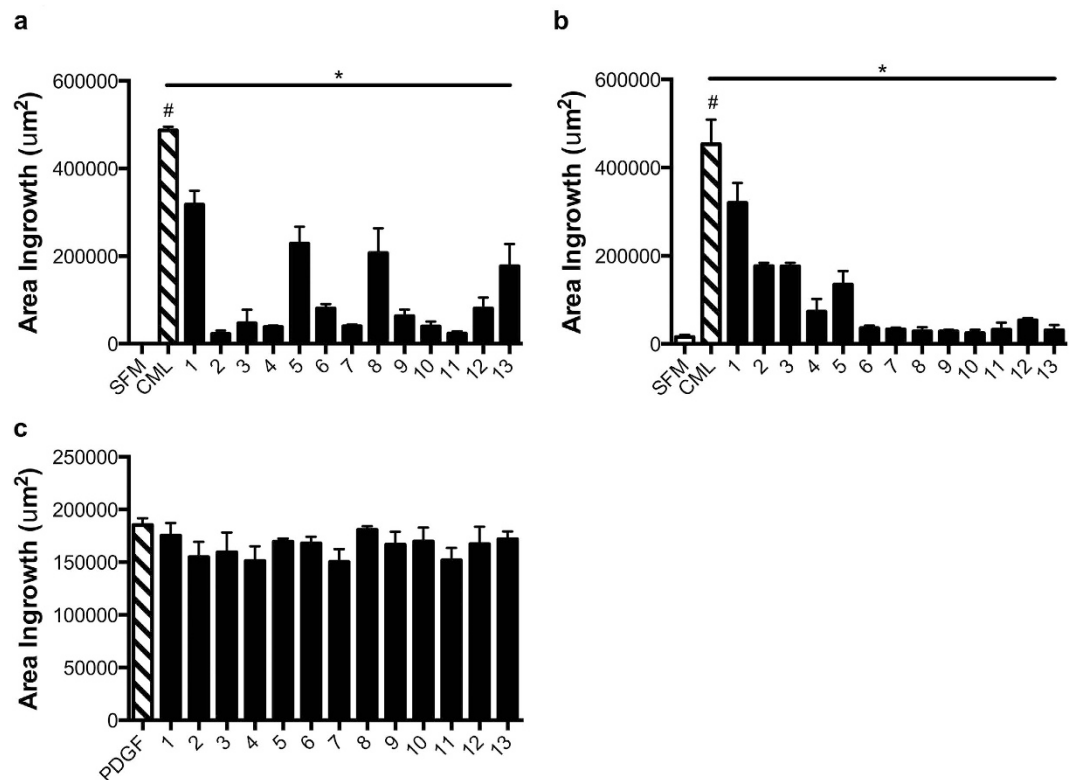 a
Area Ingrowth (um²)
600000
400000
200000
0
*
#
SFM CML 1 2 3 4 5 6 7 8 9 10 11 12 13
b
Area Ingrowth (um²)
600000
400000
200000
0
*
#
SFM CML 1 2 3 4 5 6 7 8 9 10 11 12 13
c
Area Ingrowth (um²)
250000
200000
150000
100000
50000
0
PDGF 1 2 3 4 5 6 7 8 9 10 11 12 13